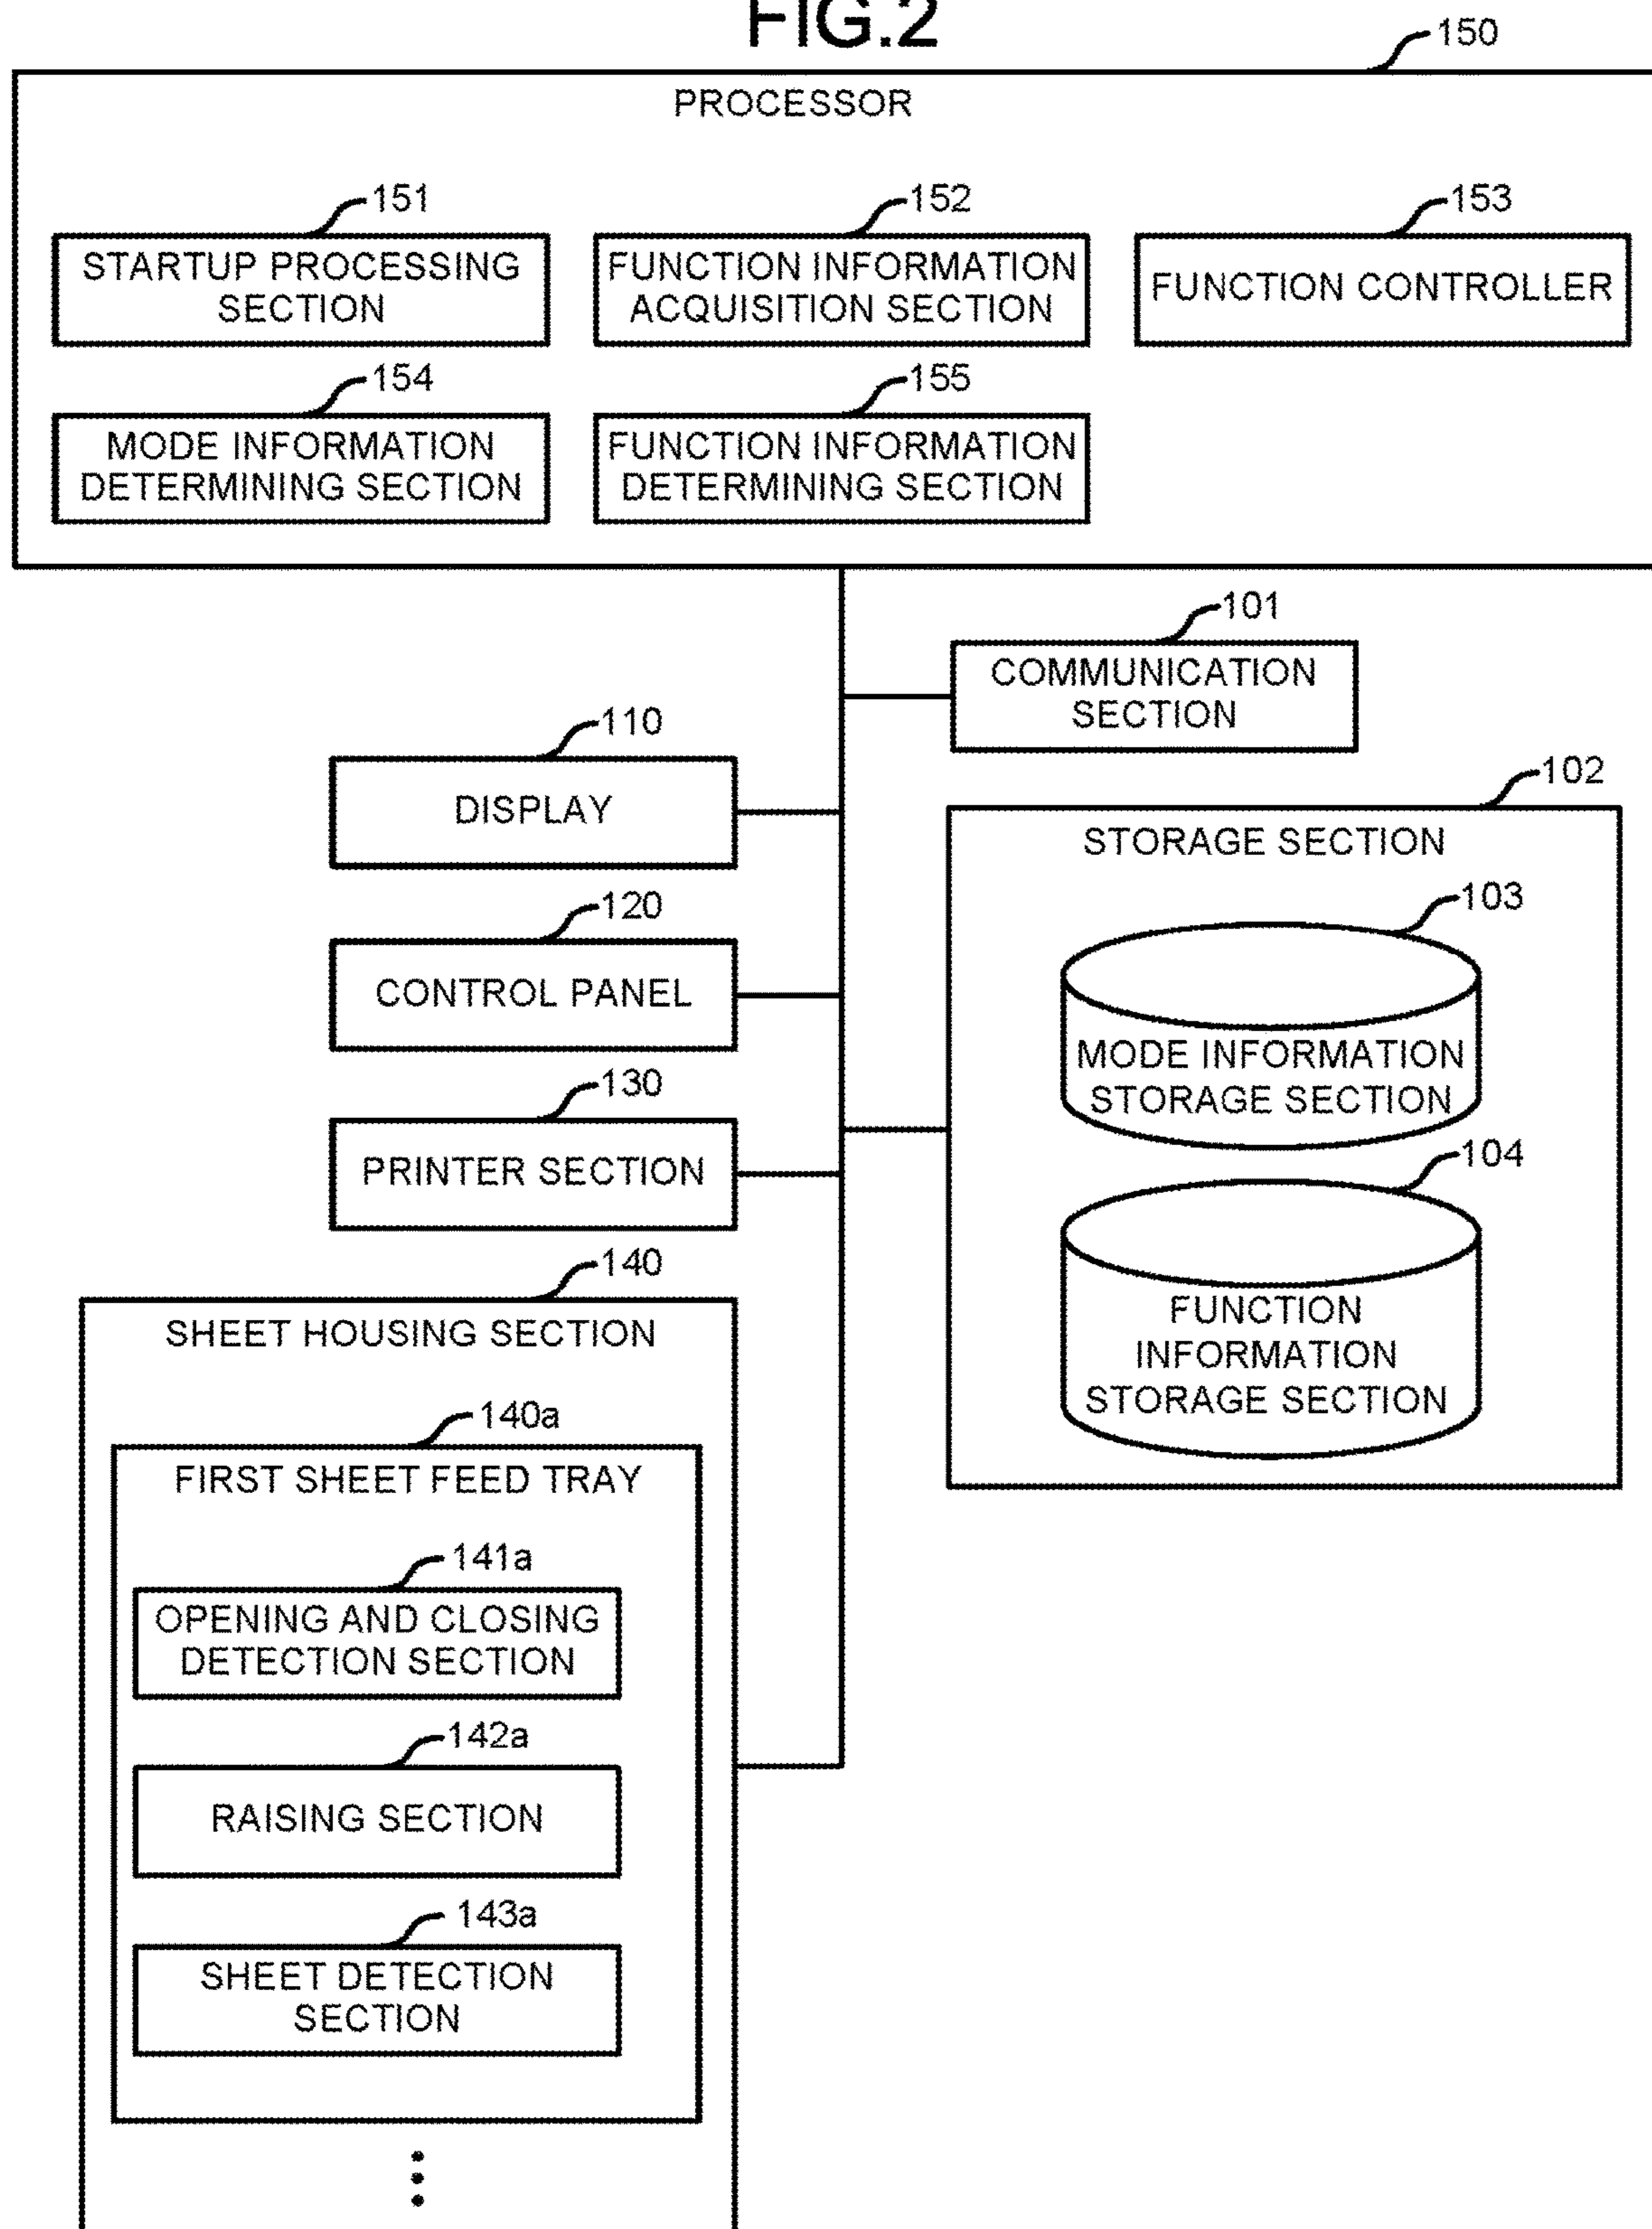 FIG.2
150
PROCESSOR
151
STARTUP PROCESSING
SECTION
152
FUNCTION INFORMATION
ACQUISITION SECTION
153
FUNCTION CONTROLLER
154
MODE INFORMATION
DETERMINING SECTION
155
FUNCTION INFORMATION
DETERMINING SECTION
101
COMMUNICATION
SECTION
110
DISPLAY
102
STORAGE SECTION
103
MODE INFORMATION
STORAGE SECTION
104
FUNCTION
INFORMATION
STORAGE SECTION
120
CONTROL PANEL
130
PRINTER SECTION
140
SHEET HOUSING SECTION
140a
FIRST SHEET FEED TRAY
141a
OPENING AND CLOSING
DETECTION SECTION
142a
RAISING SECTION
143a
SHEET DETECTION
SECTION